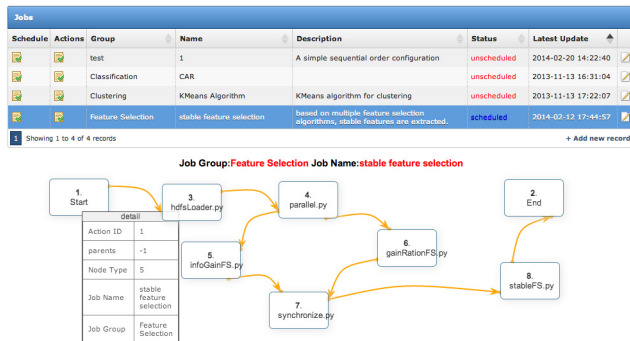 Jobs
Schedule Actions Group Name Description Status Latest Update
test 1 A simple sequential order configuration unscheduled 2014-02-20 14:22:40
Classification CAR unscheduled 2013-11-13 16:31:04
Clustering KMeans Algorithm KMeans algorithm for clustering unscheduled 2013-11-13 17:22:07
Feature Selection stable feature selection based on multiple feature selection algorithms, stable features are extracted. scheduled 2014-02-12 17:44:57
1 Showing 1 to 4 of 4 records + Add new record
Job Group:Feature Selection Job Name:stable feature selection
1.
Start
3.
hdfsLoader.py
4.
parallel.py
2.
End
detail
Action ID 1
parents -1
Node Type 5
Job Name stable feature selection
Job Group Feature Selection
5.
infoGainFS.py
6.
gainRationFS.py
7.
synchronize.py
8.
stableFS.py